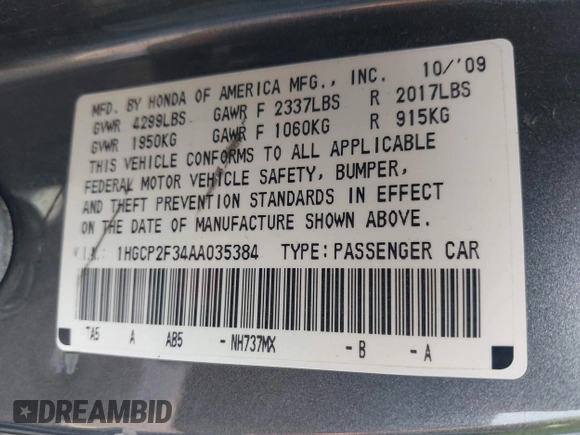 MFD. BY HONDA OF AMERICA MFG., INC. 10/'09
GVWR 4299LBS GAWR F 2337LBS R 2017LBS
GVWR 1950KG GAWR F 1060KG R 915KG
THIS VEHICLE CONFORMS TO ALL APPLICABLE
FEDERAL MOTOR VEHICLE SAFETY, BUMPER,
AND THEFT PREVENTION STANDARDS IN EFFECT
ON THE DATE OF MANUFACTURE SHOWN ABOVE.
V.I.N.: 1HGCP2F34AA035384 TYPE: PASSENGER CAR
TA5 A AB5 - NH737MX - B - A
DREAMBID